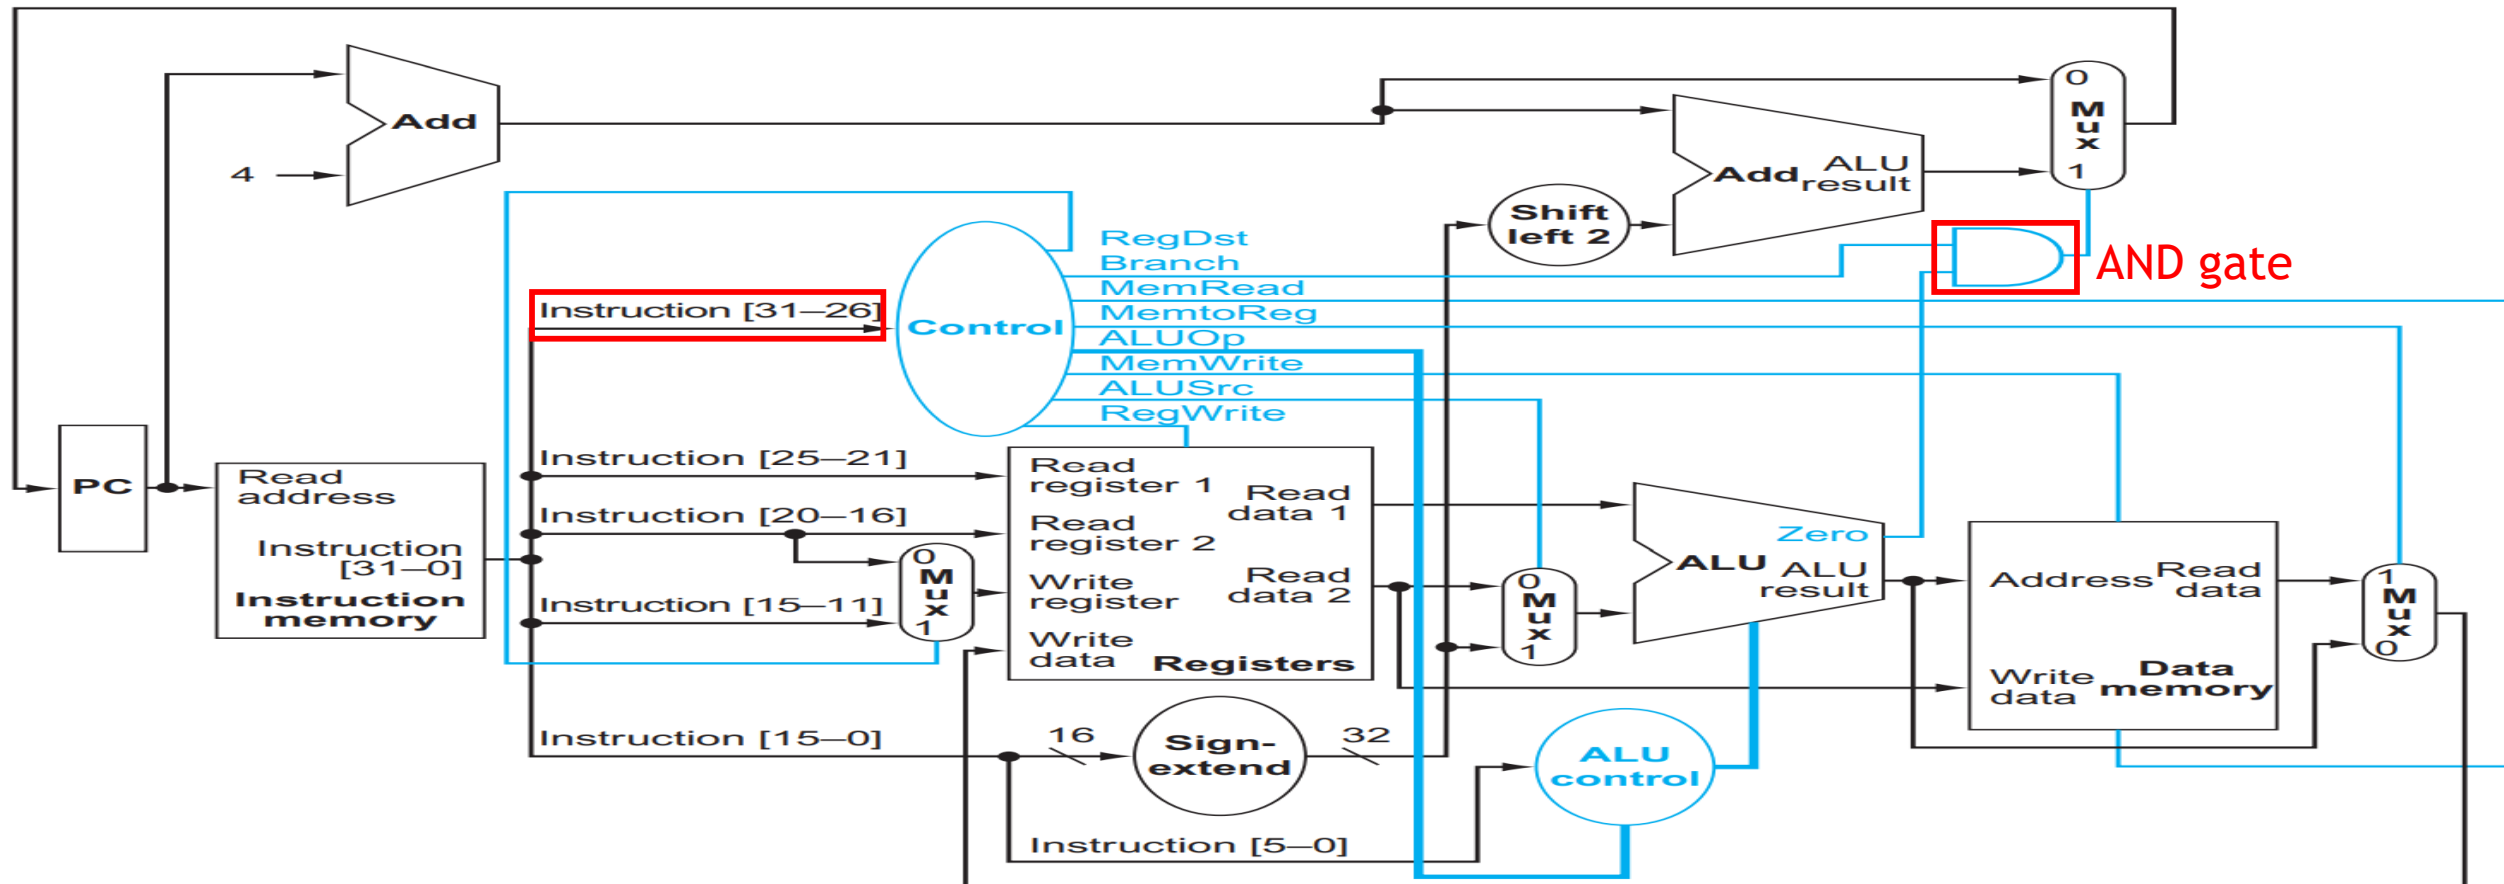 Add
4
0
M
u
x
1
Add
ALU
result
Shift
left 2
AND gate
RegDst
Branch
MemRead
MemtoReg
ALUOp
MemWrite
ALUSrc
RegWrite
Instruction [31–26]
Control
PC
Read
address
Instruction
[31–0]
Instruction
memory
Instruction [25–21]
Instruction [20–16]
Instruction [15–11]
0
M
u
x
1
Read
register 1
Read
register 2
Write
register
Write
data
Read
data 1
Read
data 2
Registers
0
M
u
x
1
Zero
ALU
ALU
result
Address
Read
data
Write
data
Data
memory
1
M
u
x
0
Instruction [15–0]
16
Sign-
extend
32
ALU
control
Instruction [5–0]